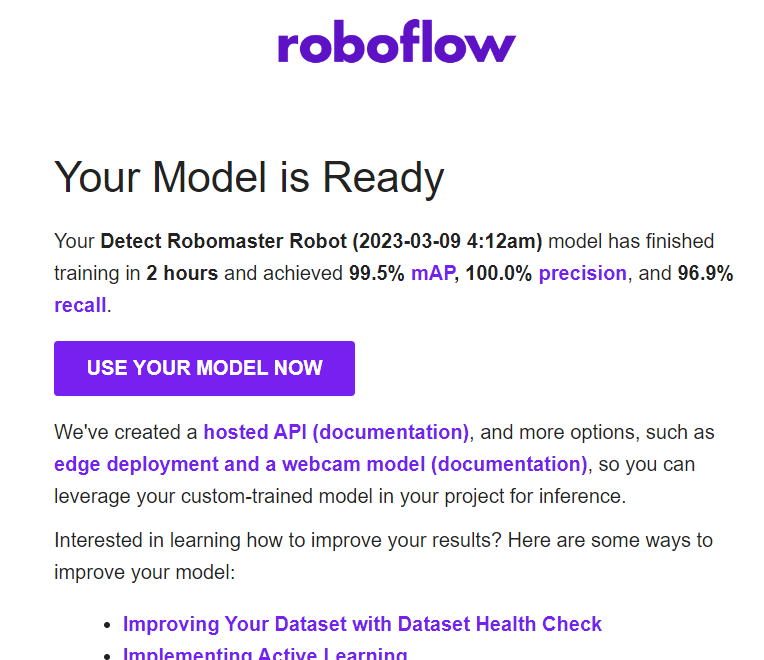 roboflow
Your Model is Ready
Your Detect Robomaster Robot (2023-03-09 4:12am) model has finished
training in 2 hours and achieved 99.5% mAP, 100.0% precision, and 96.9%
recall.
USE YOUR MODEL NOW
We've created a hosted API (documentation), and more options, such as
edge deployment and a webcam model (documentation), so you can
leverage your custom-trained model in your project for inference.
Interested in learning how to improve your results? Here are some ways to
improve your model:
• Improving Your Dataset with Dataset Health Check
• Implementing Active Learning